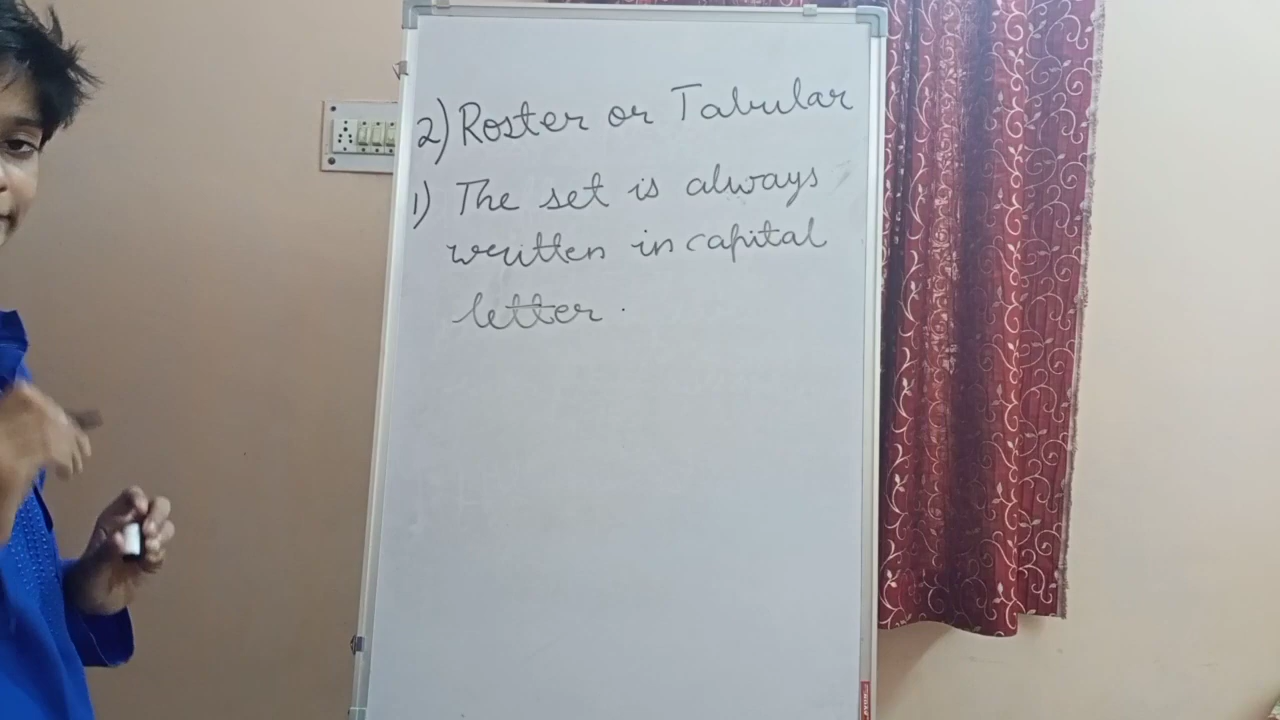 2) Roster or Tabular
1) The set is always
written in capital
letter.